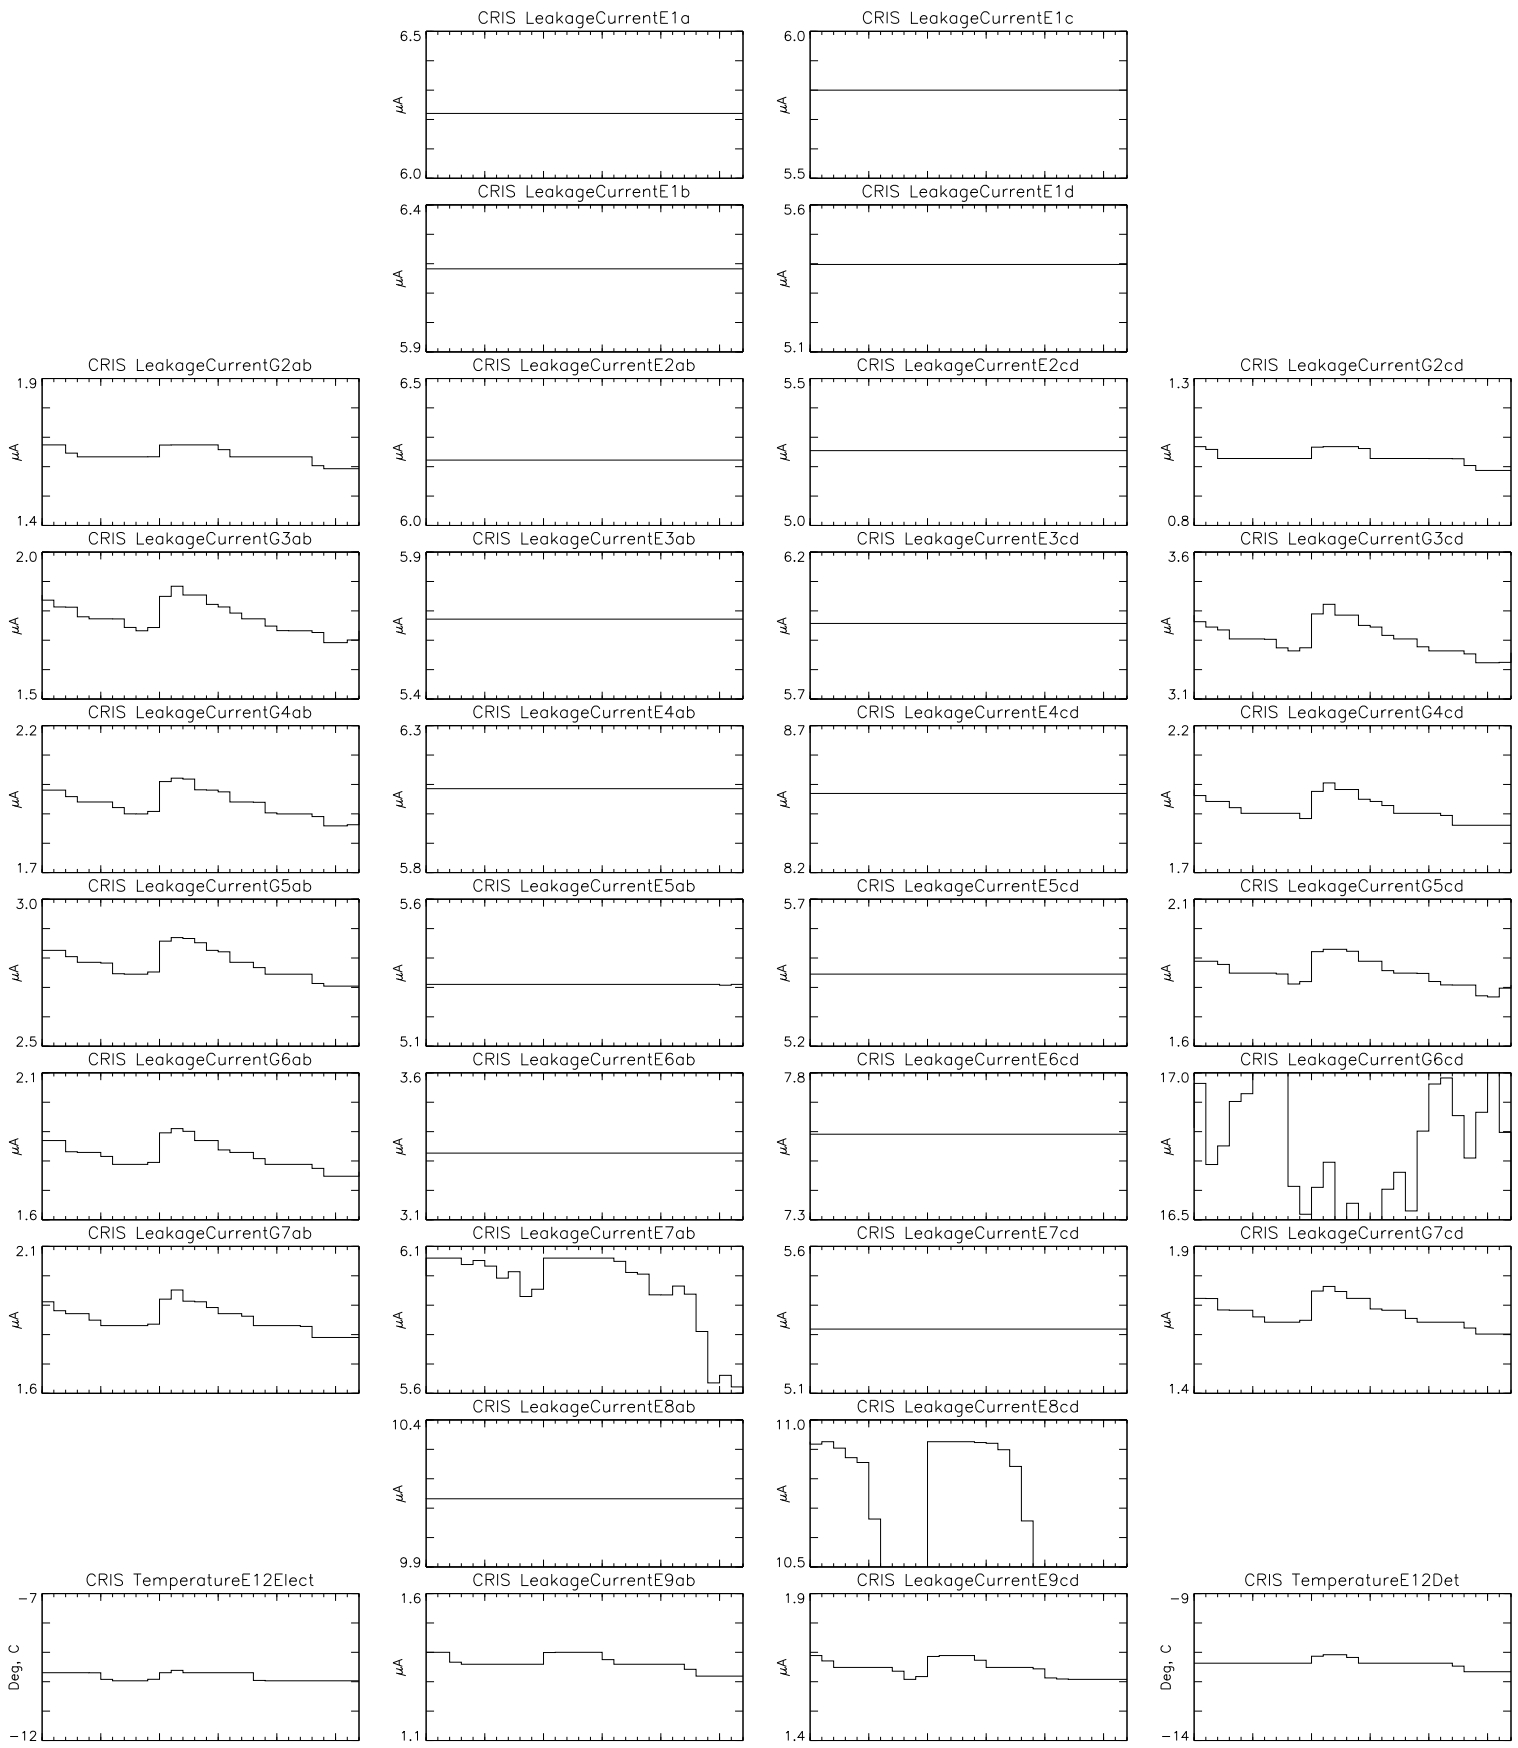 CRIS LeakageCurrentE1a CRIS LeakageCurrentE1c
6.5 6.0
µA µA
6.0 5.5
CRIS LeakageCurrentE1b CRIS LeakageCurrentE1d
6.4 5.6
µA µA
5.9 5.1
CRIS LeakageCurrentG2ab CRIS LeakageCurrentE2ab CRIS LeakageCurrentE2cd CRIS LeakageCurrentG2cd
1.9 6.5 5.5 1.3
µA µA µA µA
1.4 6.0 5.0 0.8
CRIS LeakageCurrentG3ab CRIS LeakageCurrentE3ab CRIS LeakageCurrentE3cd CRIS LeakageCurrentG3cd
2.0 5.9 6.2 3.6
µA µA µA µA
1.5 5.4 5.7 3.1
CRIS LeakageCurrentG4ab CRIS LeakageCurrentE4ab CRIS LeakageCurrentE4cd CRIS LeakageCurrentG4cd
2.2 6.3 8.7 2.2
µA µA µA µA
1.7 5.8 8.2 1.7
CRIS LeakageCurrentG5ab CRIS LeakageCurrentE5ab CRIS LeakageCurrentE5cd CRIS LeakageCurrentG5cd
3.0 5.6 5.7 2.1
µA µA µA µA
2.5 5.1 5.2 1.6
CRIS LeakageCurrentG6ab CRIS LeakageCurrentE6ab CRIS LeakageCurrentE6cd CRIS LeakageCurrentG6cd
2.1 3.6 7.8 17.0
µA µA µA µA
1.6 3.1 7.3 16.5
CRIS LeakageCurrentG7ab CRIS LeakageCurrentE7ab CRIS LeakageCurrentE7cd CRIS LeakageCurrentG7cd
2.1 6.1 5.6 1.9
µA µA µA µA
1.6 5.6 5.1 1.4
CRIS LeakageCurrentE8ab CRIS LeakageCurrentE8cd
10.4 11.0
µA µA
9.9 10.5
CRIS TemperatureE12Elect CRIS LeakageCurrentE9ab CRIS LeakageCurrentE9cd CRIS TemperatureE12Det
-7 1.6 1.9 -9
Deg, C µA µA Deg, C
-12 1.1 1.4 -14